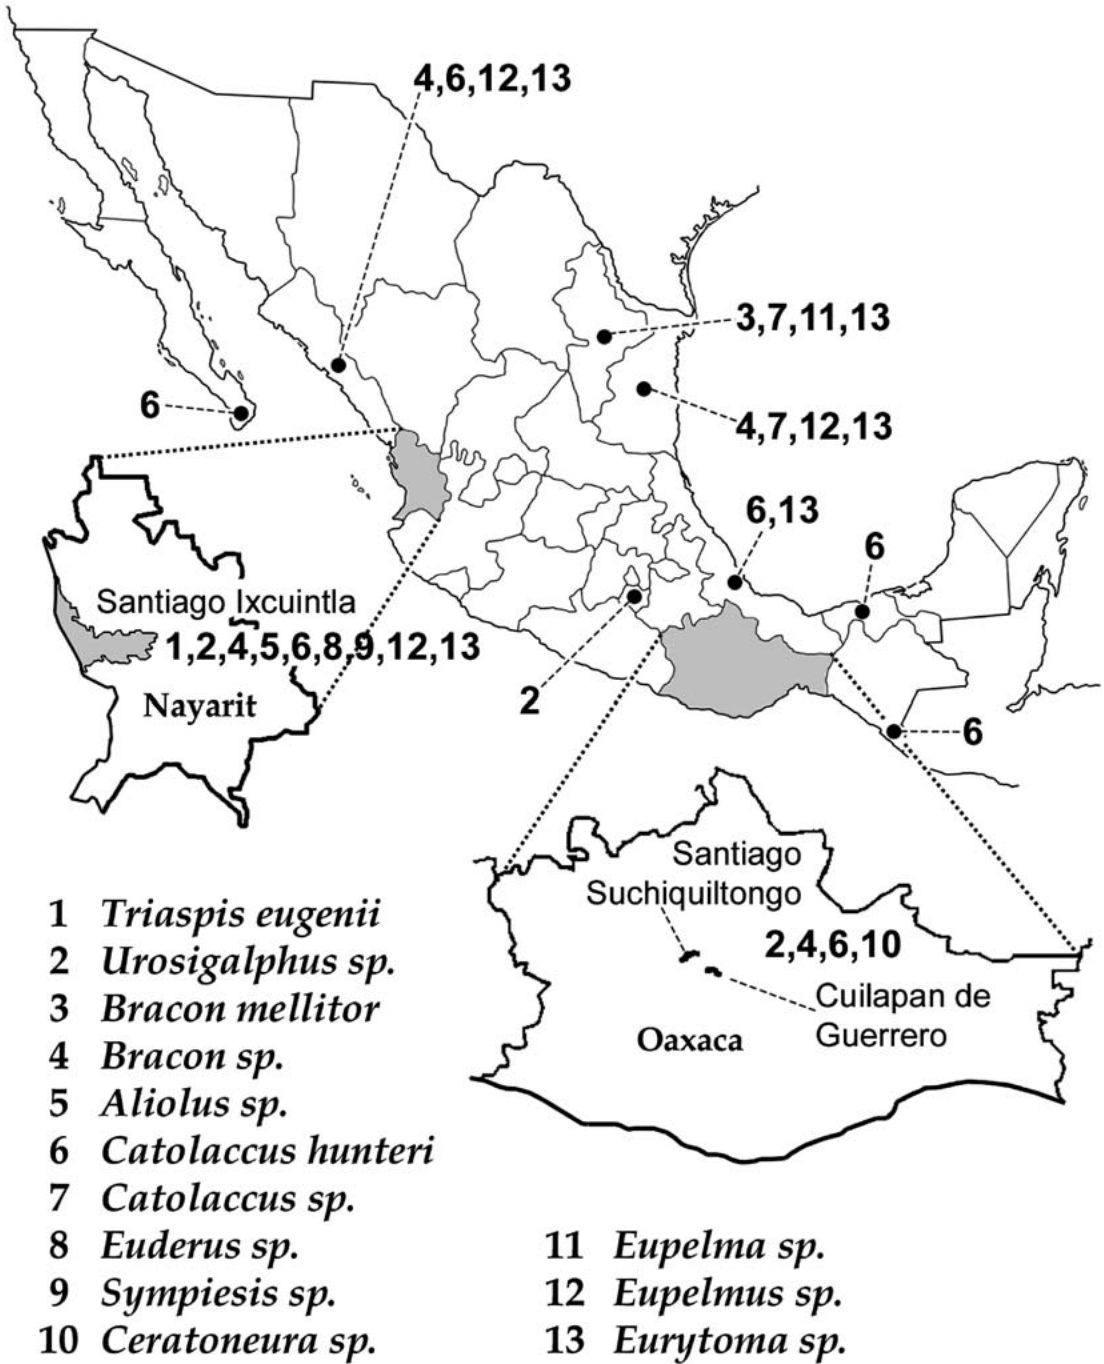 4,6,12,13
3,7,11,13
6
4,7,12,13
6,13
6
Santiago Ixcuintla
1,2,4,5,6,8,9,12,13
Nayarit
2
6
Santiago
Suchiquiltongo
2,4,6,10
Cuilapan de
Guerrero
Oaxaca
1 Triaspis eugenii
2 Urosigalphus sp.
3 Bracon mellitor
4 Bracon sp.
5 Aliolus sp.
6 Catolaccus hunteri
7 Catolaccus sp.
8 Euderus sp.
9 Sympiesis sp.
10 Ceratoneura sp.
11 Eupelma sp.
12 Eupelmus sp.
13 Eurytoma sp.